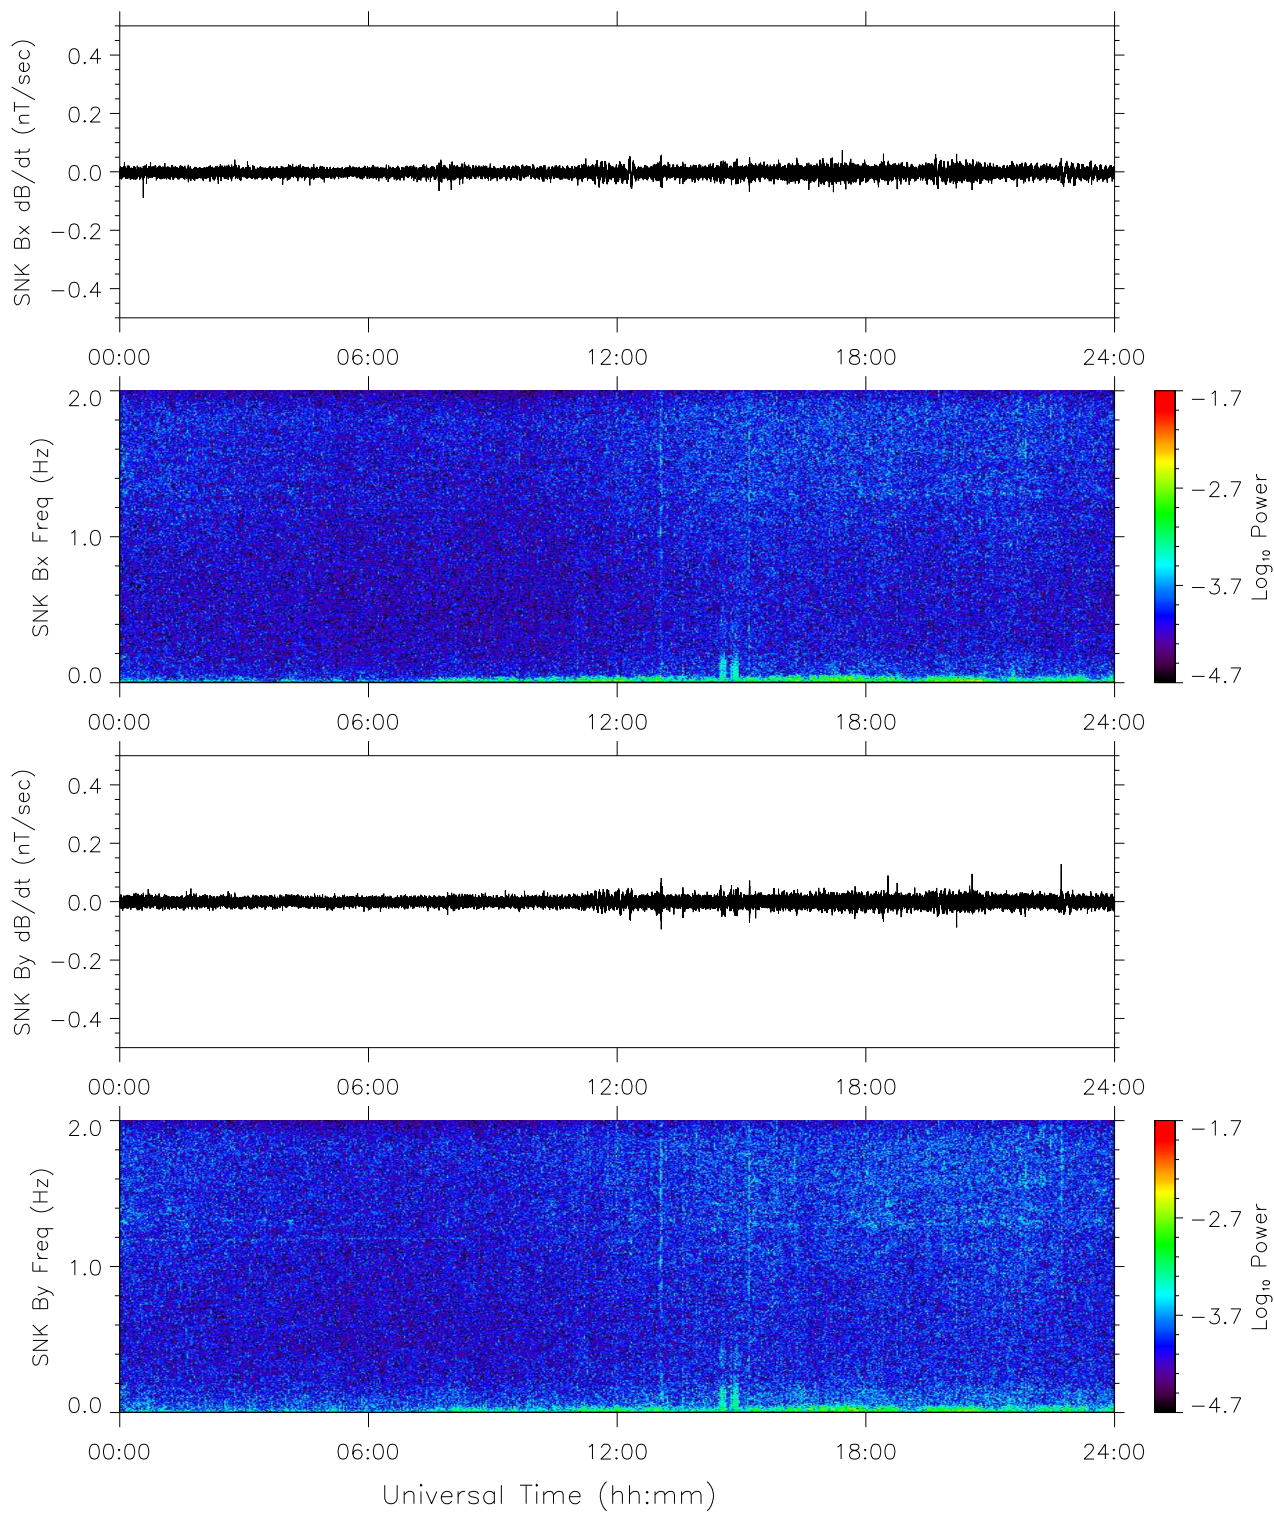 SNK Bx dB/dt (nT/sec)
0.4
0.2
0.0
−0.2
−0.4
00:00 06:00 12:00 18:00 24:00
SNK Bx Freq (Hz)
2.0
1.0
0.0
00:00 06:00 12:00 18:00 24:00
−1.7
−2.7
−3.7
−4.7
Log₁₀ Power
SNK By dB/dt (nT/sec)
0.4
0.2
0.0
−0.2
−0.4
00:00 06:00 12:00 18:00 24:00
SNK By Freq (Hz)
2.0
1.0
0.0
00:00 06:00 12:00 18:00 24:00
−1.7
−2.7
−3.7
−4.7
Log₁₀ Power
Universal Time (hh:mm)